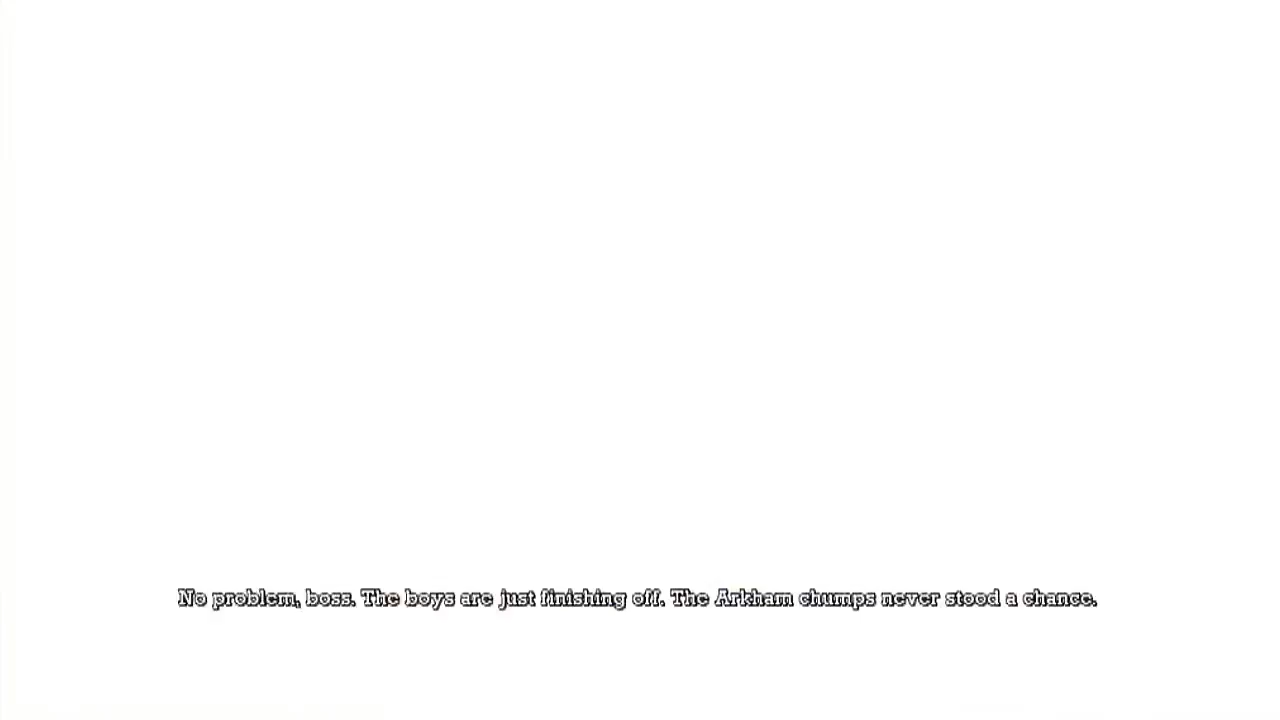 No problem, boss. The boys are just finishing off. The Arkham chumps never stood a chance.